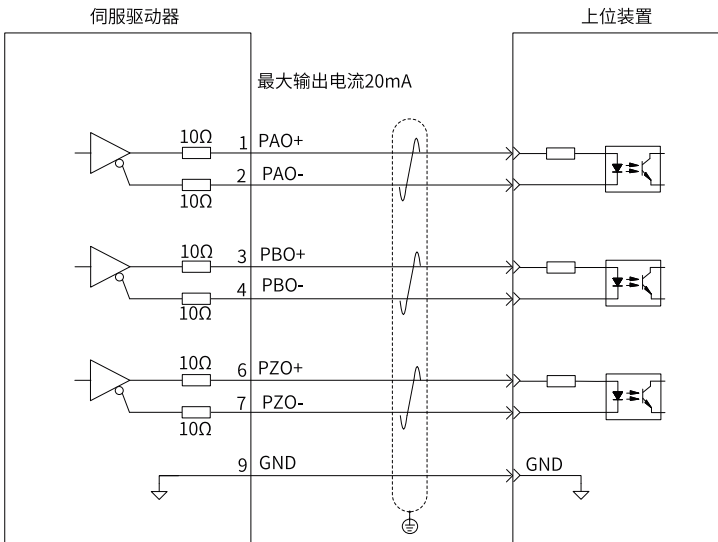 伺服驱动器
上位装置
最大输出电流20mA
10Ω
1 PAO+
2 PAO-
10Ω
10Ω
3 PBO+
4 PBO-
10Ω
10Ω
6 PZO+
7 PZO-
10Ω
9 GND
GND